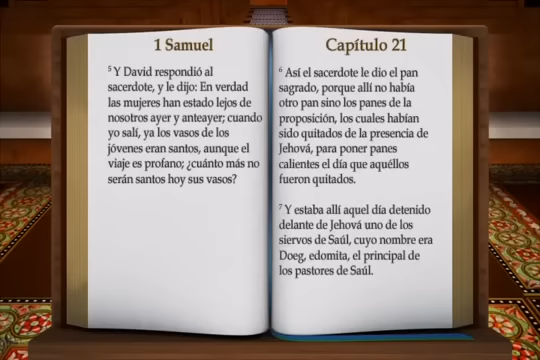 1 Samuel
⁵ Y David respondió al
sacerdote, y le dijo: En verdad
las mujeres han estado lejos de
nosotros ayer y anteayer; cuando
yo salí, ya los vasos de los
jóvenes eran santos, aunque el
viaje es profano; ¿cuánto más no
serán santos hoy sus vasos?
Capítulo 21
⁶ Así el sacerdote le dio el pan
sagrado, porque allí no había
otro pan sino los panes de la
proposición, los cuales habían
sido quitados de la presencia de
Jehová, para poner panes
calientes el día que aquéllos
fueron quitados.
⁷ Y estaba allí aquel día detenido
delante de Jehová uno de los
siervos de Saúl, cuyo nombre era
Doeg, edomita, el principal de
los pastores de Saúl.